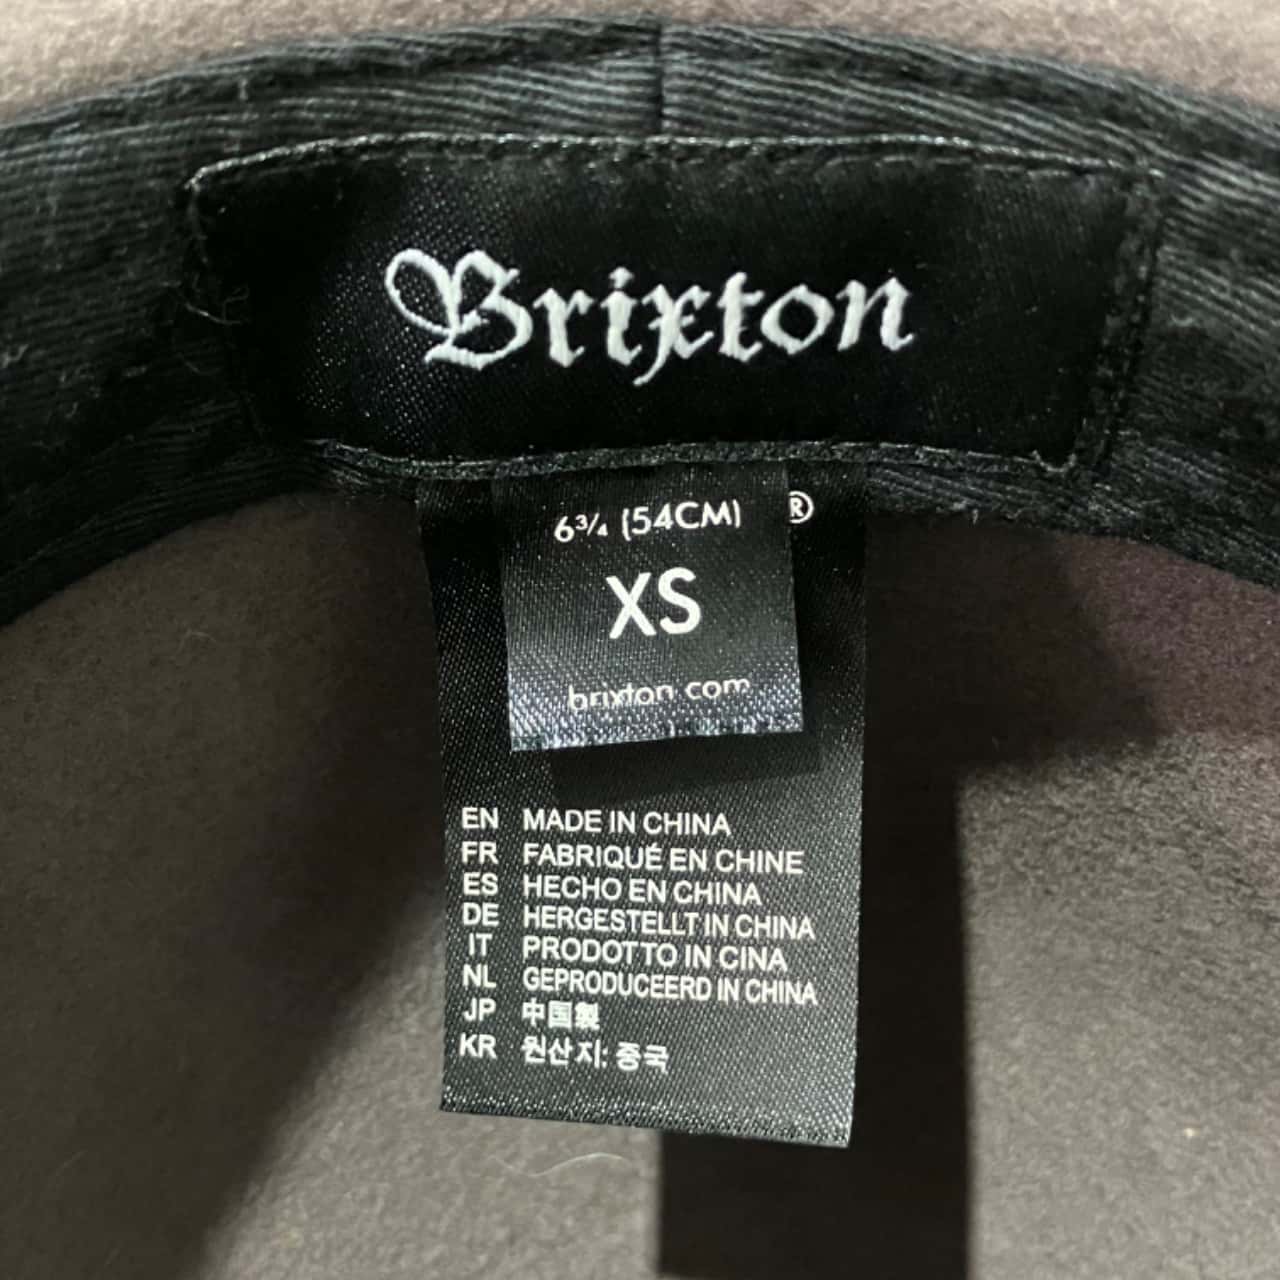 Brixton
6¾ (54CM) ®
XS
brixton.com
EN MADE IN CHINA
FR FABRIQUÉ EN CHINE
ES HECHO EN CHINA
DE HERGESTELLT IN CHINA
IT PRODOTTO IN CINA
NL GEPRODUCEERD IN CHINA
JP 中国製
KR 원산지: 중국